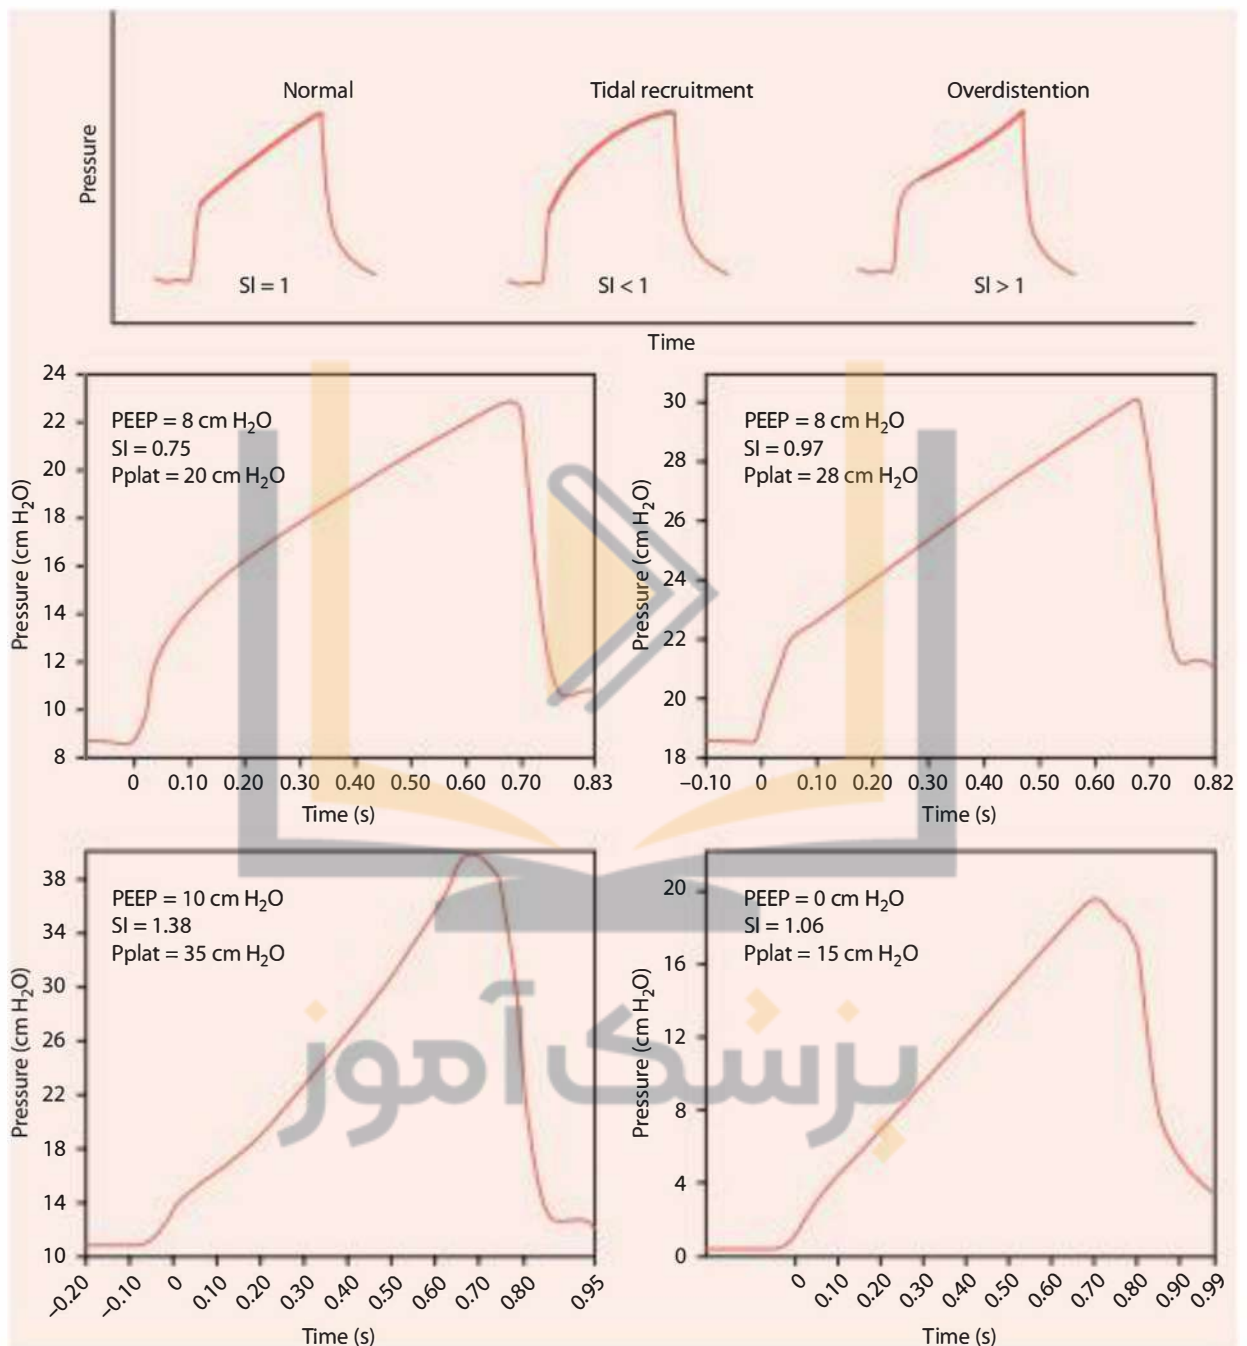 Normal
Tidal recruitment
Overdistention
Pressure
SI = 1
SI < 1
SI > 1
Time
24
22
20
18
16
14
12
10
8
PEEP = 8 cm H₂O
SI = 0.75
Pplat = 20 cm H₂O
Pressure (cm H₂O)
0 0.10 0.20 0.30 0.40 0.50 0.60 0.70 0.83
Time (s)
30
28
26
24
22
20
18
PEEP = 8 cm H₂O
SI = 0.97
Pplat = 28 cm H₂O
Pressure (cm H₂O)
−0.10 0 0.10 0.20 0.30 0.40 0.50 0.60 0.70 0.82
Time (s)
38
34
30
26
22
18
14
10
PEEP = 10 cm H₂O
SI = 1.38
Pplat = 35 cm H₂O
Pressure (cm H₂O)
−0.20 −0.10 0 0.10 0.20 0.30 0.40 0.50 0.60 0.70 0.80 0.95
Time (s)
20
16
12
8
4
0
PEEP = 0 cm H₂O
SI = 1.06
Pplat = 15 cm H₂O
Pressure (cm H₂O)
0 0.10 0.20 0.30 0.40 0.50 0.60 0.70 0.80 0.90 0.99
Time (s)
پزشک آموز